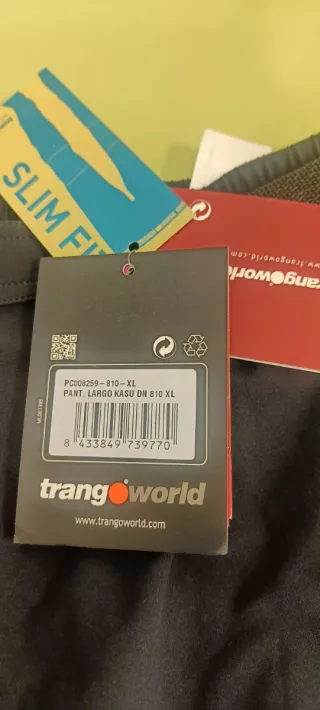 SLIM FI
www.trangoworld.
trangoworld
PC008259-810-XL
PANT. LARGO KASU DN 810 XL
8 433849 739770
trangoworld
www.trangoworld.com